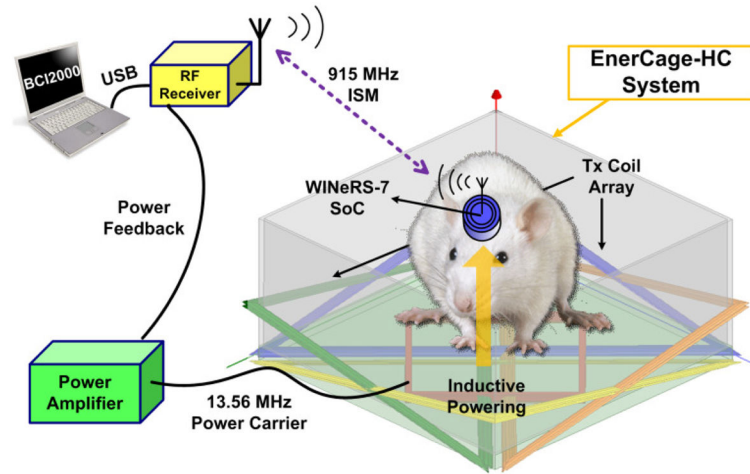 BCI2000
USB
RF
Receiver
915 MHz
ISM
EnerCage-HC
System
WINeRS-7
SoC
Tx Coil
Array
Power
Feedback
Power
Amplifier
13.56 MHz
Power Carrier
Inductive
Powering